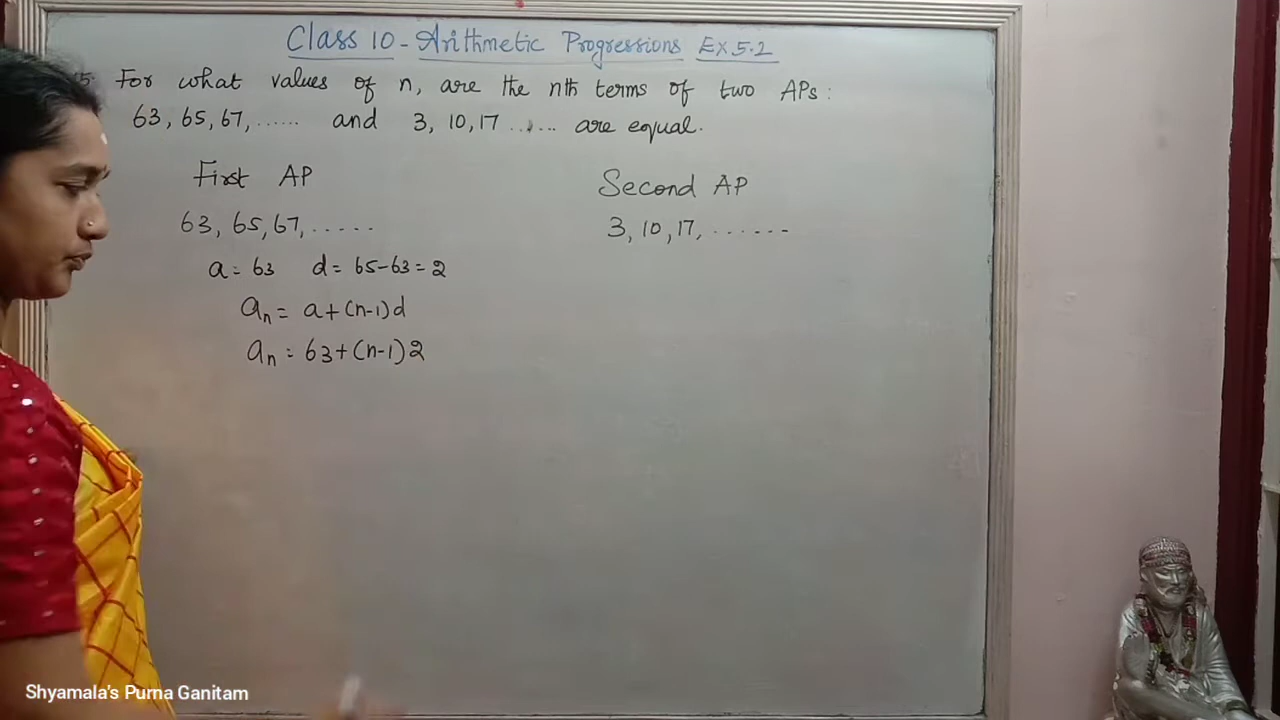 Class 10 - Arithmetic Progressions Ex 5.2
5. For what values of n, are the nth terms of two APs:
63, 65, 67, ...... and 3, 10, 17 ...... are equal.
First AP
63, 65, 67, .....
a = 63 d = 65-63 = 2
an = a + (n-1)d
an = 63 + (n-1)2
Second AP
3, 10, 17, .......
Shyamala's Purna Ganitam